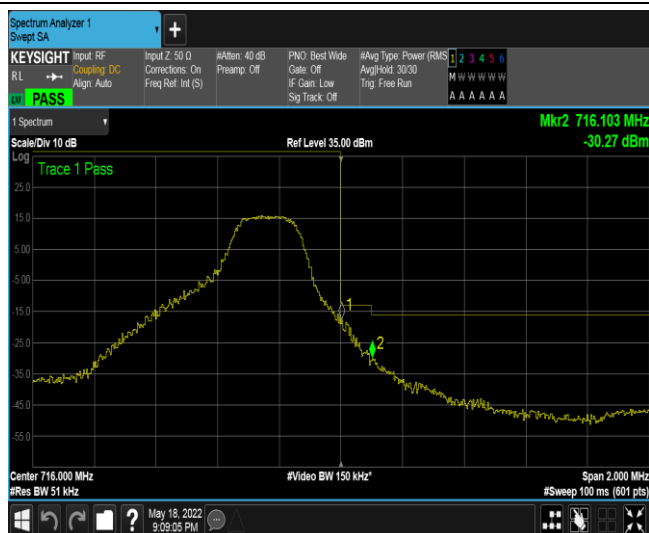 Spectrum Analyzer 1
Swept SA
+
KEYSIGHT Input: RF
RL
Coupling: DC
Align: Auto
LVI PASS
Input Z: 50 Ω
Corrections: On
Freq Ref: Int (S)
#Atten: 40 dB
Preamp: Off
PNO: Best Wide
Gate: Off
IF Gain: Low
Sig Track: Off
#Avg Type: Power (RMS
Avg|Hold: 30/30
Trig: Free Run
1 2 3 4 5 6
M W W W W W
A A A A A A
1 Spectrum
Mkr2 716.103 MHz
Scale/Div 10 dB
Ref Level 35.00 dBm
-30.27 dBm
Log
Trace 1 Pass
25.0
15.0
5.00
-5.00
-15.0
1
-25.0
2
-35.0
-45.0
-55.0
Center 716.000 MHz
#Video BW 150 kHz*
Span 2.000 MHz
#Res BW 51 kHz
#Sweep 100 ms (601 pts)
?
May 18, 2022
9:09:05 PM